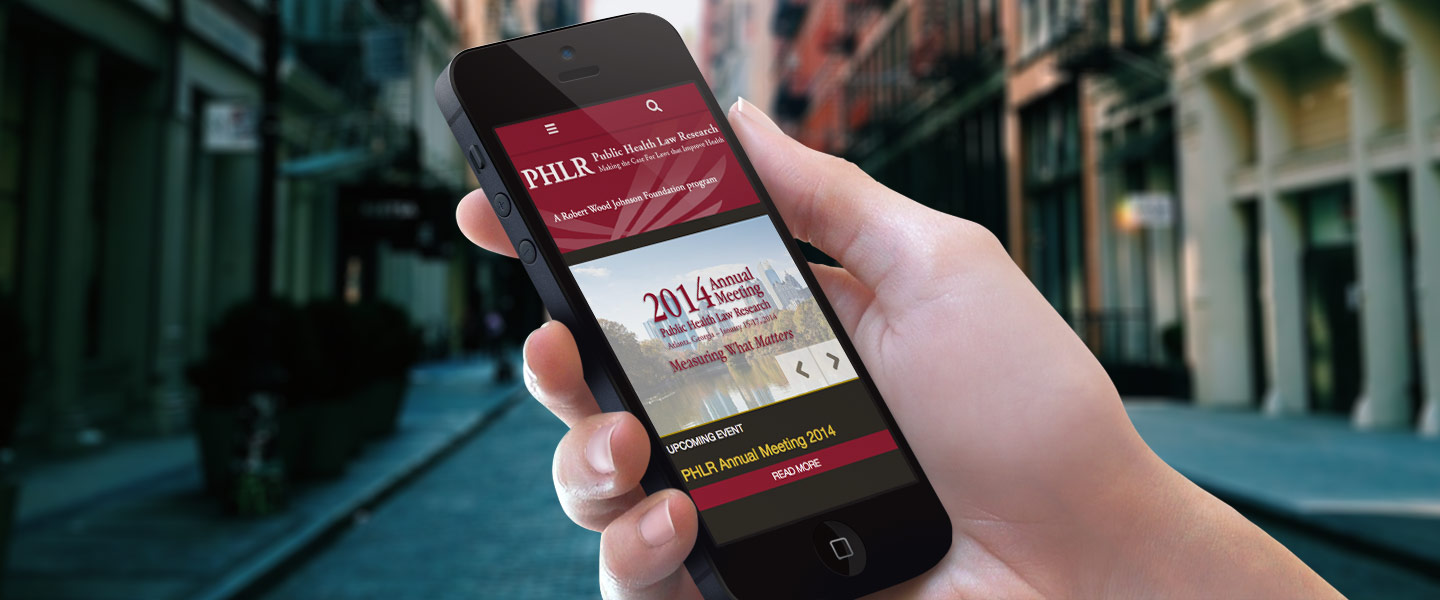 PHLR Public Health Law Research
Making the Case For Laws that Improve Health
A Robert Wood Johnson Foundation program
2014 Annual
Meeting
Public Health Law Research
Atlanta, Georgia • January 15-17, 2014
Measuring What Matters
UPCOMING EVENT
PHLR Annual Meeting 2014
READ MORE